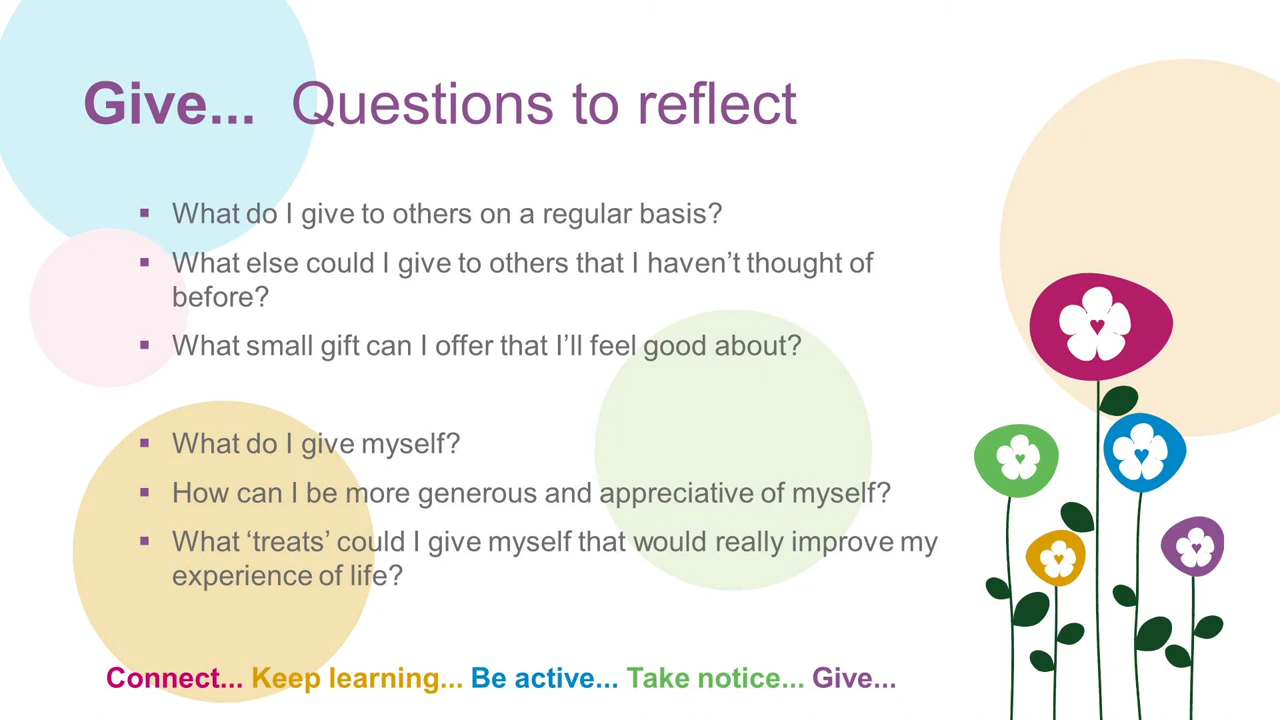 Give... Questions to reflect
▪ What do I give to others on a regular basis?
▪ What else could I give to others that I haven’t thought of
before?
▪ What small gift can I offer that I’ll feel good about?
▪ What do I give myself?
▪ How can I be more generous and appreciative of myself?
▪ What ‘treats’ could I give myself that would really improve my
experience of life?
Connect... Keep learning... Be active... Take notice... Give...